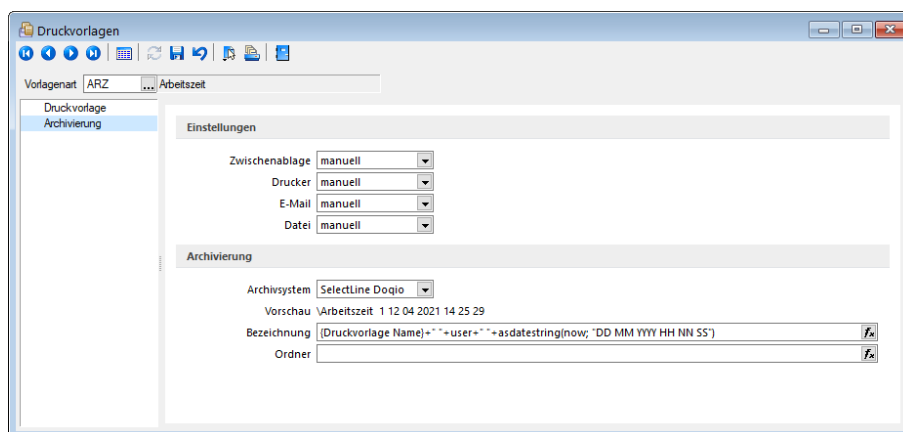 Druckvorlagen
Vorlagenart ARZ ... Arbeitszeit
Druckvorlage
Archivierung
Einstellungen
Zwischenablage manuell
Drucker manuell
E-Mail manuell
Datei manuell
Archivierung
Archivsystem SelectLine Doqio
Vorschau \Arbeitszeit 1 12 04 2021 14 25 29
Bezeichnung {Druckvorlage Name}+" "+user+" "+asdatestring(now; "DD MM YYYY HH NN SS") fx
Ordner fx